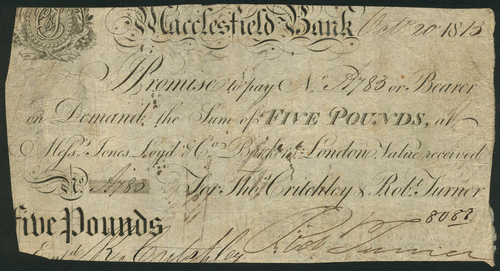 Macclesfield Bank Octr. 20 1815
I Promise to pay No. A783 or Bearer
on Demand the Sum of FIVE POUNDS, at
Messrs. Jones Loyd & Co. Bankers London Value received
No. A783 For Thos. Critchley & Robt. Turner
Five Pounds
Entd. R. Critchley Robt Turner